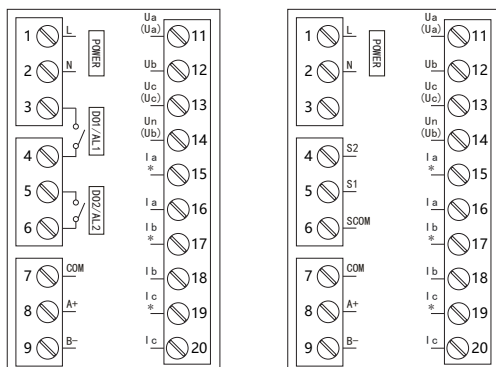 1 L Ua (Ua) 11
2 N POWER Ub 12
3 Uc (Uc) 13
DO1/AL1 Un (Ub) 14
4 Ia * 15
5 Ia 16
6 DO2/AL2 Ib * 17
7 COM Ib 18
8 A+ Ic * 19
9 B- Ic 20
1 L Ua (Ua) 11
2 N POWER Ub 12
3 Uc (Uc) 13
Un (Ub) 14
4 S2 Ia * 15
5 S1 Ia 16
6 SCOM Ib * 17
7 COM Ib 18
8 A+ Ic * 19
9 B- Ic 20